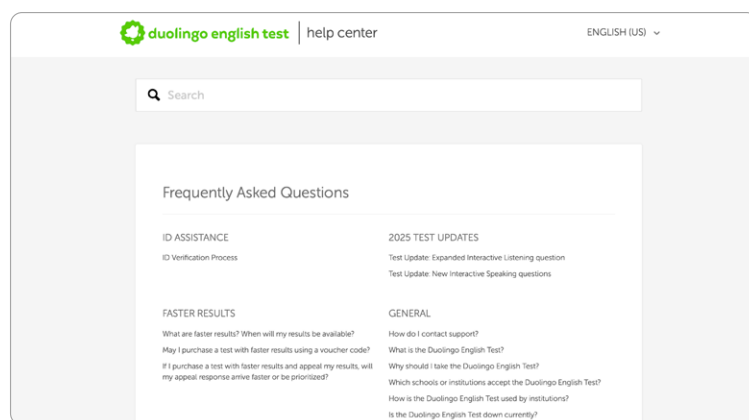 duolingo english test | help center
ENGLISH (US)
Search
Frequently Asked Questions
ID ASSISTANCE
ID Verification Process
2025 TEST UPDATES
Test Update: Expanded Interactive Listening question
Test Update: New Interactive Speaking questions
FASTER RESULTS
What are faster results? When will my results be available?
May I purchase a test with faster results using a voucher code?
If I purchase a test with faster results and appeal my results, will
my appeal response arrive faster or be prioritized?
GENERAL
How do I contact support?
What is the Duolingo English Test?
Why should I take the Duolingo English Test?
Which schools or institutions accept the Duolingo English Test?
How is the Duolingo English Test used by institutions?
Is the Duolingo English Test down currently?